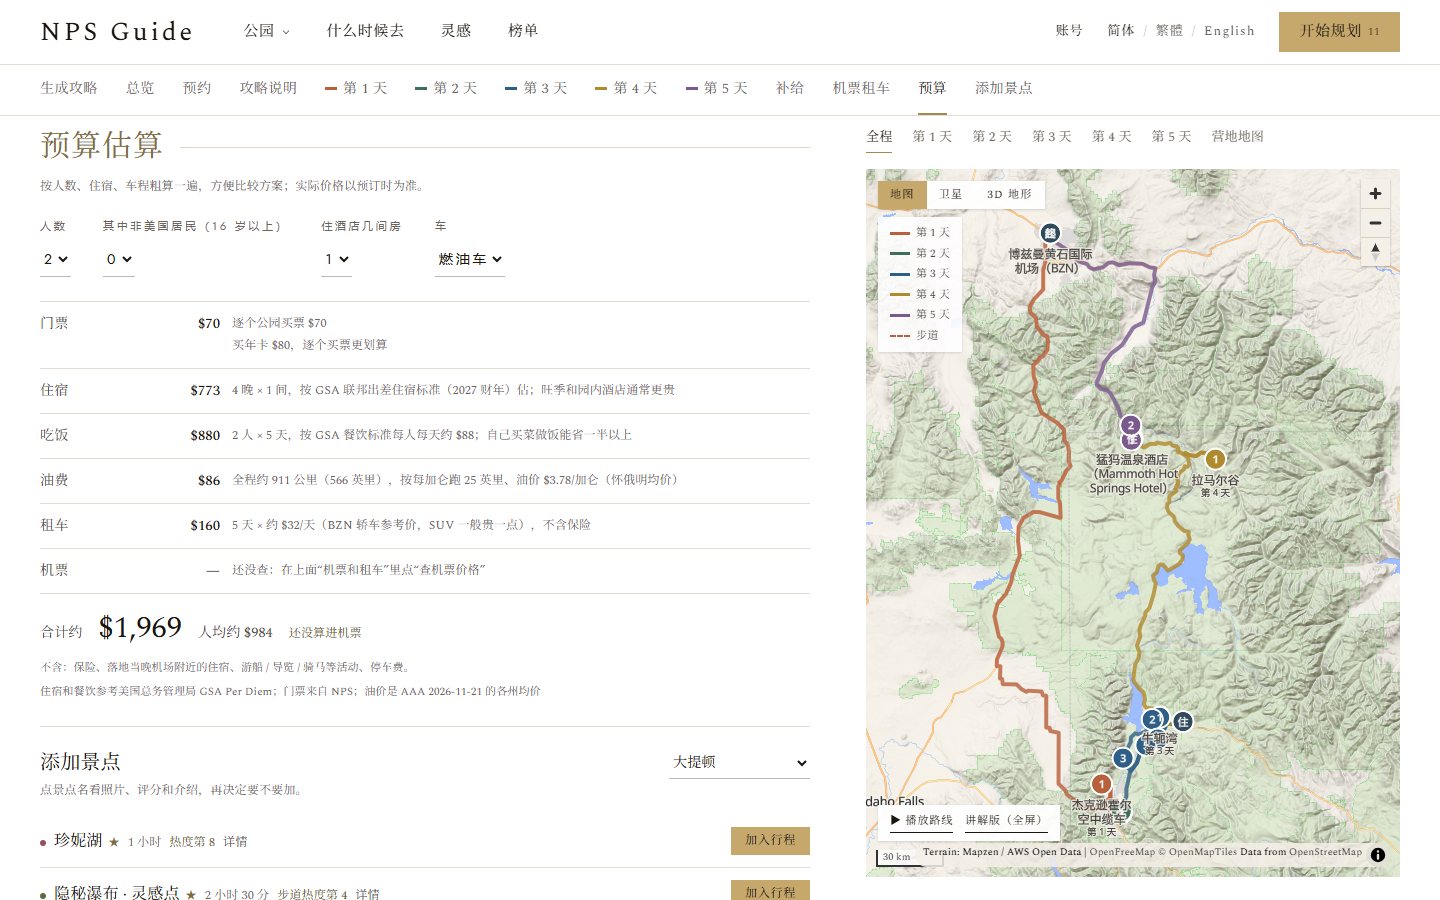 NPS Guide
公园
什么时候去
灵感
榜单
账号
简体 / 繁體 / English
开始规划 11
生成攻略
总览
预约
攻略说明
第 1 天
第 2 天
第 3 天
第 4 天
第 5 天
补给
机票租车
预算
添加景点
预算估算
按人数、住宿、车程粗算一遍，方便比较方案；实际价格以预订时为准。
人数
其中非美国居民（16 岁以上）
住酒店几间房
车
2
0
1
燃油车
门票 $70 逐个公园买票 $70
买年卡 $80，逐个买票更划算
住宿 $773 4 晚 × 1 间，按 GSA 联邦出差住宿标准（2027 财年）估；旺季和园内酒店通常更贵
吃饭 $880 2 人 × 5 天，按 GSA 餐饮标准每人每天约 $88；自己买菜做饭能省一半以上
油费 $86 全程约 911 公里（566 英里），按每加仑跑 25 英里、油价 $3.78/加仑（怀俄明均价）
租车 $160 5 天 × 约 $32/天（BZN 轿车参考价，SUV 一般贵一点），不含保险
机票 — 还没查：在上面“机票和租车”里点“查机票价格”
合计约 $1,969 人均约 $984 还没算进机票
不含：保险、落地当晚机场附近的住宿、游船 / 导览 / 骑马等活动、停车费。
住宿和餐饮参考美国总务管理局 GSA Per Diem；门票来自 NPS；油价是 AAA 2026-11-21 的各州均价
添加景点
大提顿
点景点名看照片、评分和介绍，再决定要不要加。
珍妮湖 ★ 1 小时 热度第 8 详情
加入行程
隐秘瀑布 · 灵感点 ★ 2 小时 30 分 步道热度第 4 详情
加入行程
全程
第 1 天
第 2 天
第 3 天
第 4 天
第 5 天
营地地图
地图
卫星
3D 地形
第 1 天
第 2 天
第 3 天
第 4 天
第 5 天
步道
博兹曼黄石国际
机场（BZN）
2
猛犸温泉酒店
（Mammoth Hot
Springs Hotel）
1
拉马尔谷
第 4 天
2
住
牛轭湾
第 3 天
3
1
杰克逊霍尔
空中缆车
第 1 天
daho Falls
▶ 播放路线
讲解版（全屏）
30 km
Terrain: Mapzen / AWS Open Data | OpenFreeMap © OpenMapTiles Data from OpenStreetMap